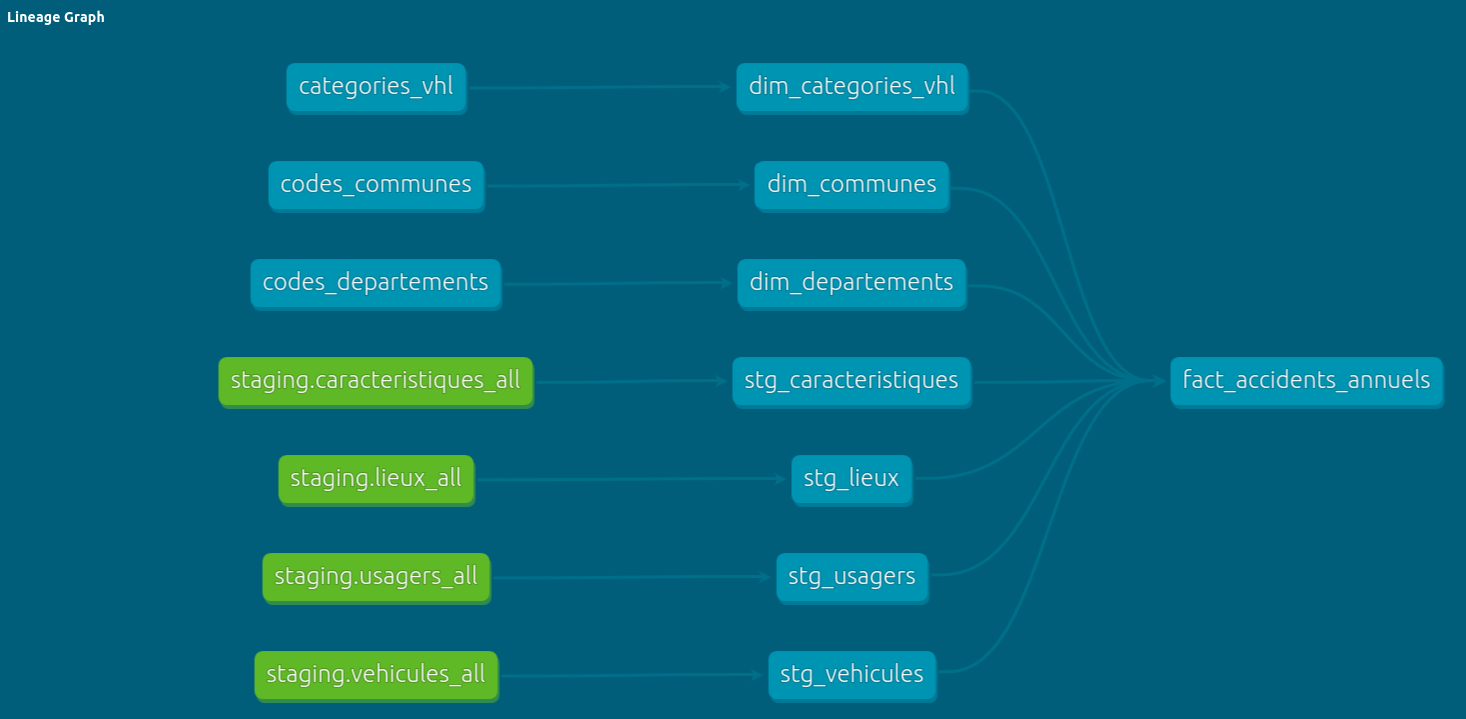 Lineage Graph
categories_vhl
dim_categories_vhl
codes_communes
dim_communes
codes_departements
dim_departements
staging.caracteristiques_all
stg_caracteristiques
fact_accidents_annuels
staging.lieux_all
stg_lieux
staging.usagers_all
stg_usagers
staging.vehicules_all
stg_vehicules